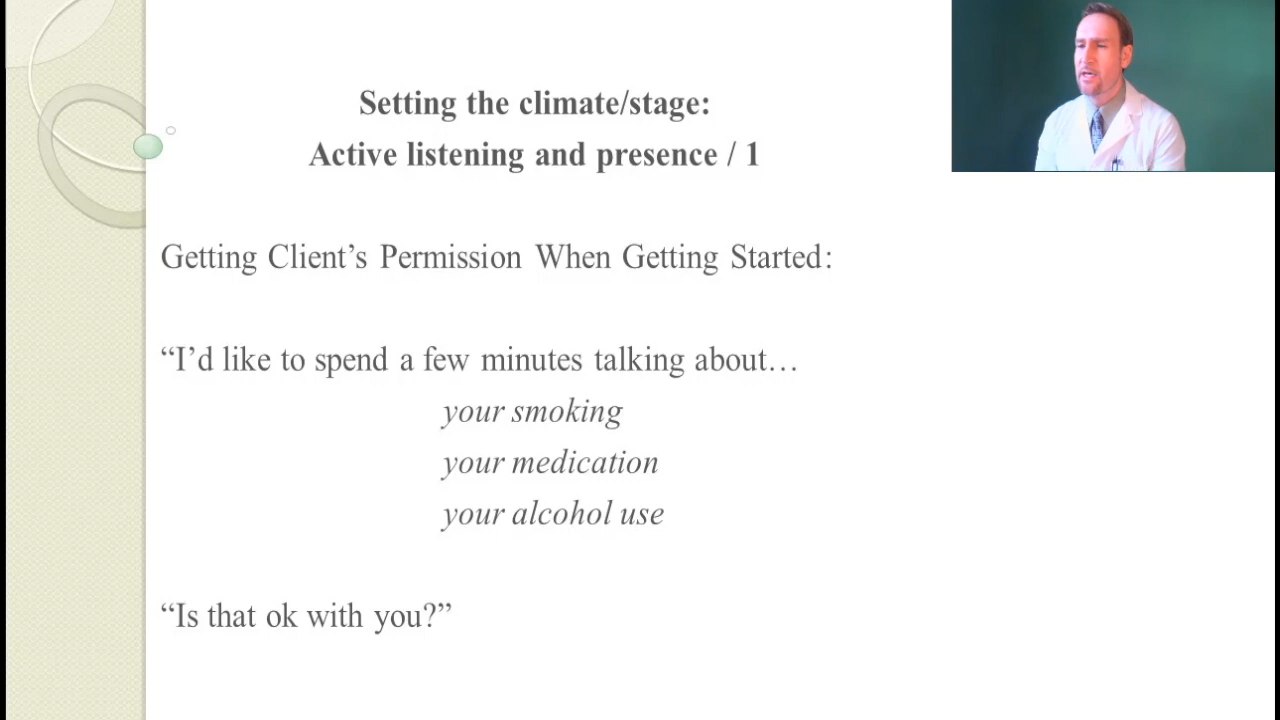 Setting the climate/stage:
Active listening and presence / 1
Getting Client’s Permission When Getting Started:
“I’d like to spend a few minutes talking about…
your smoking
your medication
your alcohol use
“Is that ok with you?”